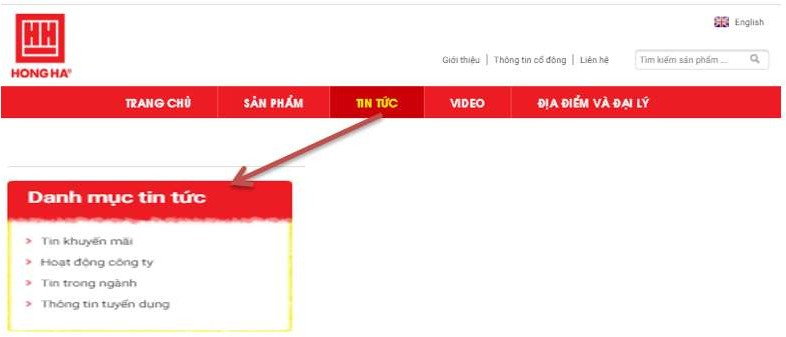 HH
HONG HA®
English
Giới thiệu | Thông tin cổ đông | Liên hệ
Tìm kiếm sản phẩm ...
TRANG CHỦ SẢN PHẨM TIN TỨC VIDEO ĐỊA ĐIỂM VÀ ĐẠI LÝ
Danh mục tin tức
> Tin khuyến mãi
> Hoạt động công ty
> Tin trong ngành
> Thông tin tuyển dụng